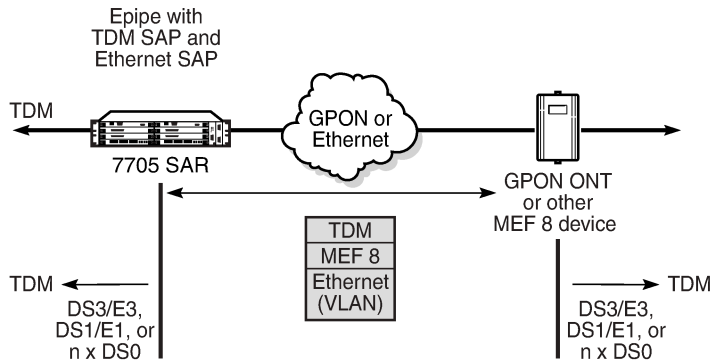 Epipe with
TDM SAP and
Ethernet SAP
TDM
GPON or
Ethernet
7705 SAR
GPON ONT
or other
MEF 8 device
TDM
MEF 8
Ethernet
(VLAN)
TDM
DS3/E3,
DS1/E1, or
n x DS0
TDM
DS3/E3,
DS1/E1, or
n x DS0